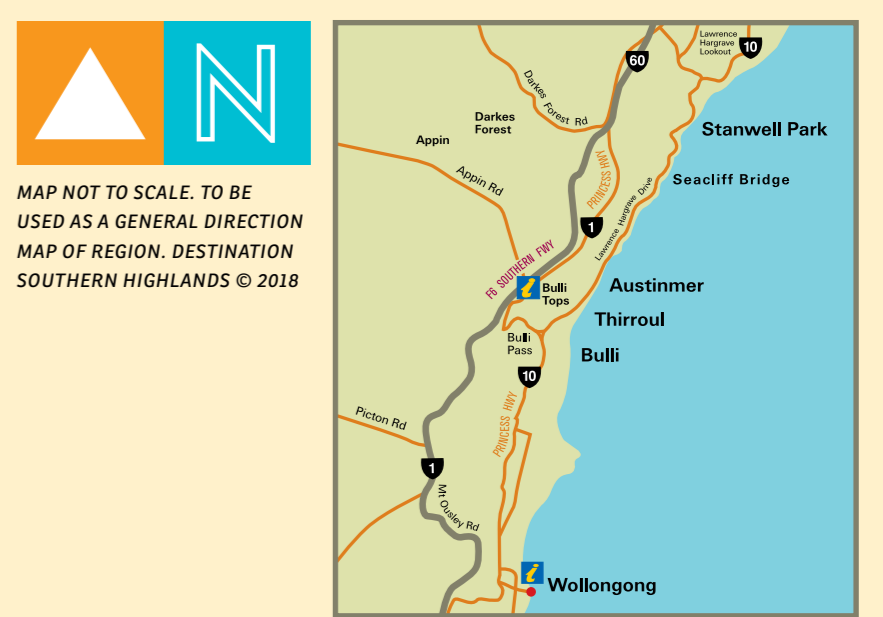 N
MAP NOT TO SCALE. TO BE
USED AS A GENERAL DIRECTION
MAP OF REGION. DESTINATION
SOUTHERN HIGHLANDS © 2018
Lawrence
Hargrave
Lookout
10
60
Darkes Forest Rd
Darkes
Forest
Appin
Stanwell Park
Appin Rd
PRINCESS HWY
Seacliff Bridge
Lawrence Hargrave Drive
1
F6 SOUTHERN FWY
i
Bulli
Tops
Austinmer
Thirroul
Bulli
Pass
Bulli
10
PRINCESS HWY
Picton Rd
1
Mt Ousley Rd
i
Wollongong